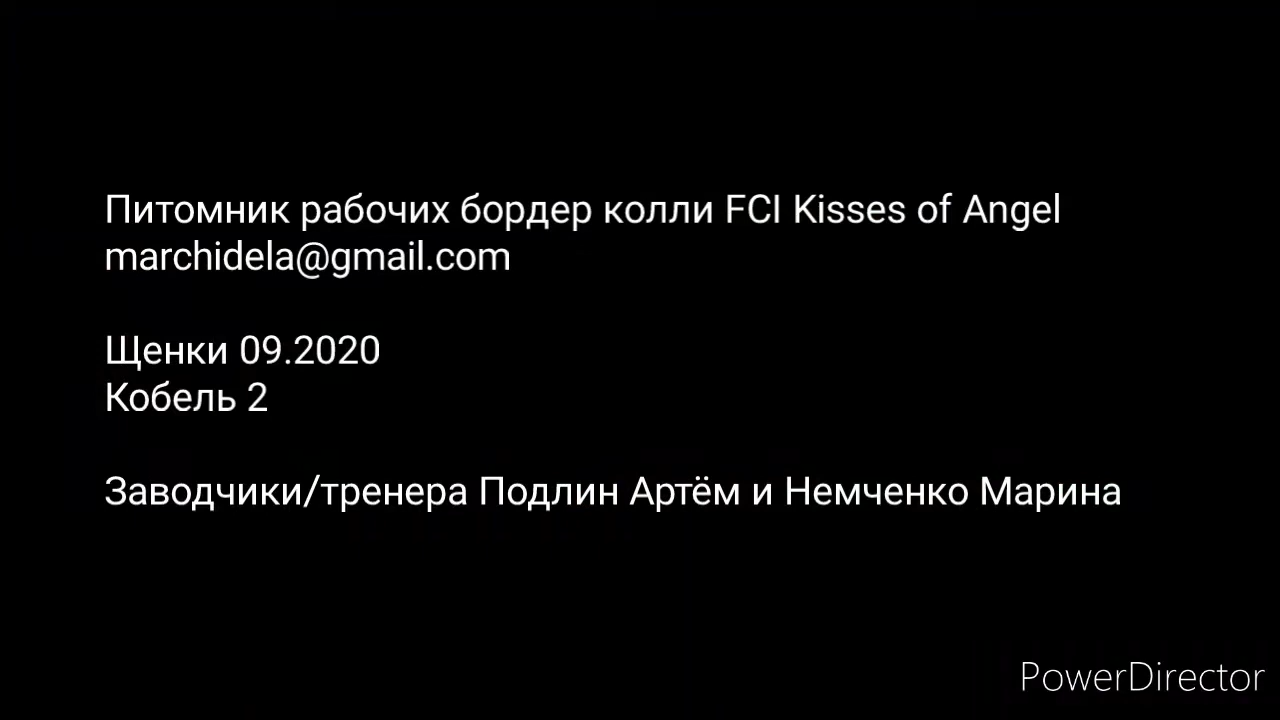 Питомник рабочих бордер колли FCI Kisses of Angel
marchidela@gmail.com
Щенки 09.2020
Кобель 2
Заводчики/тренера Подлин Артём и Немченко Марина
PowerDirector